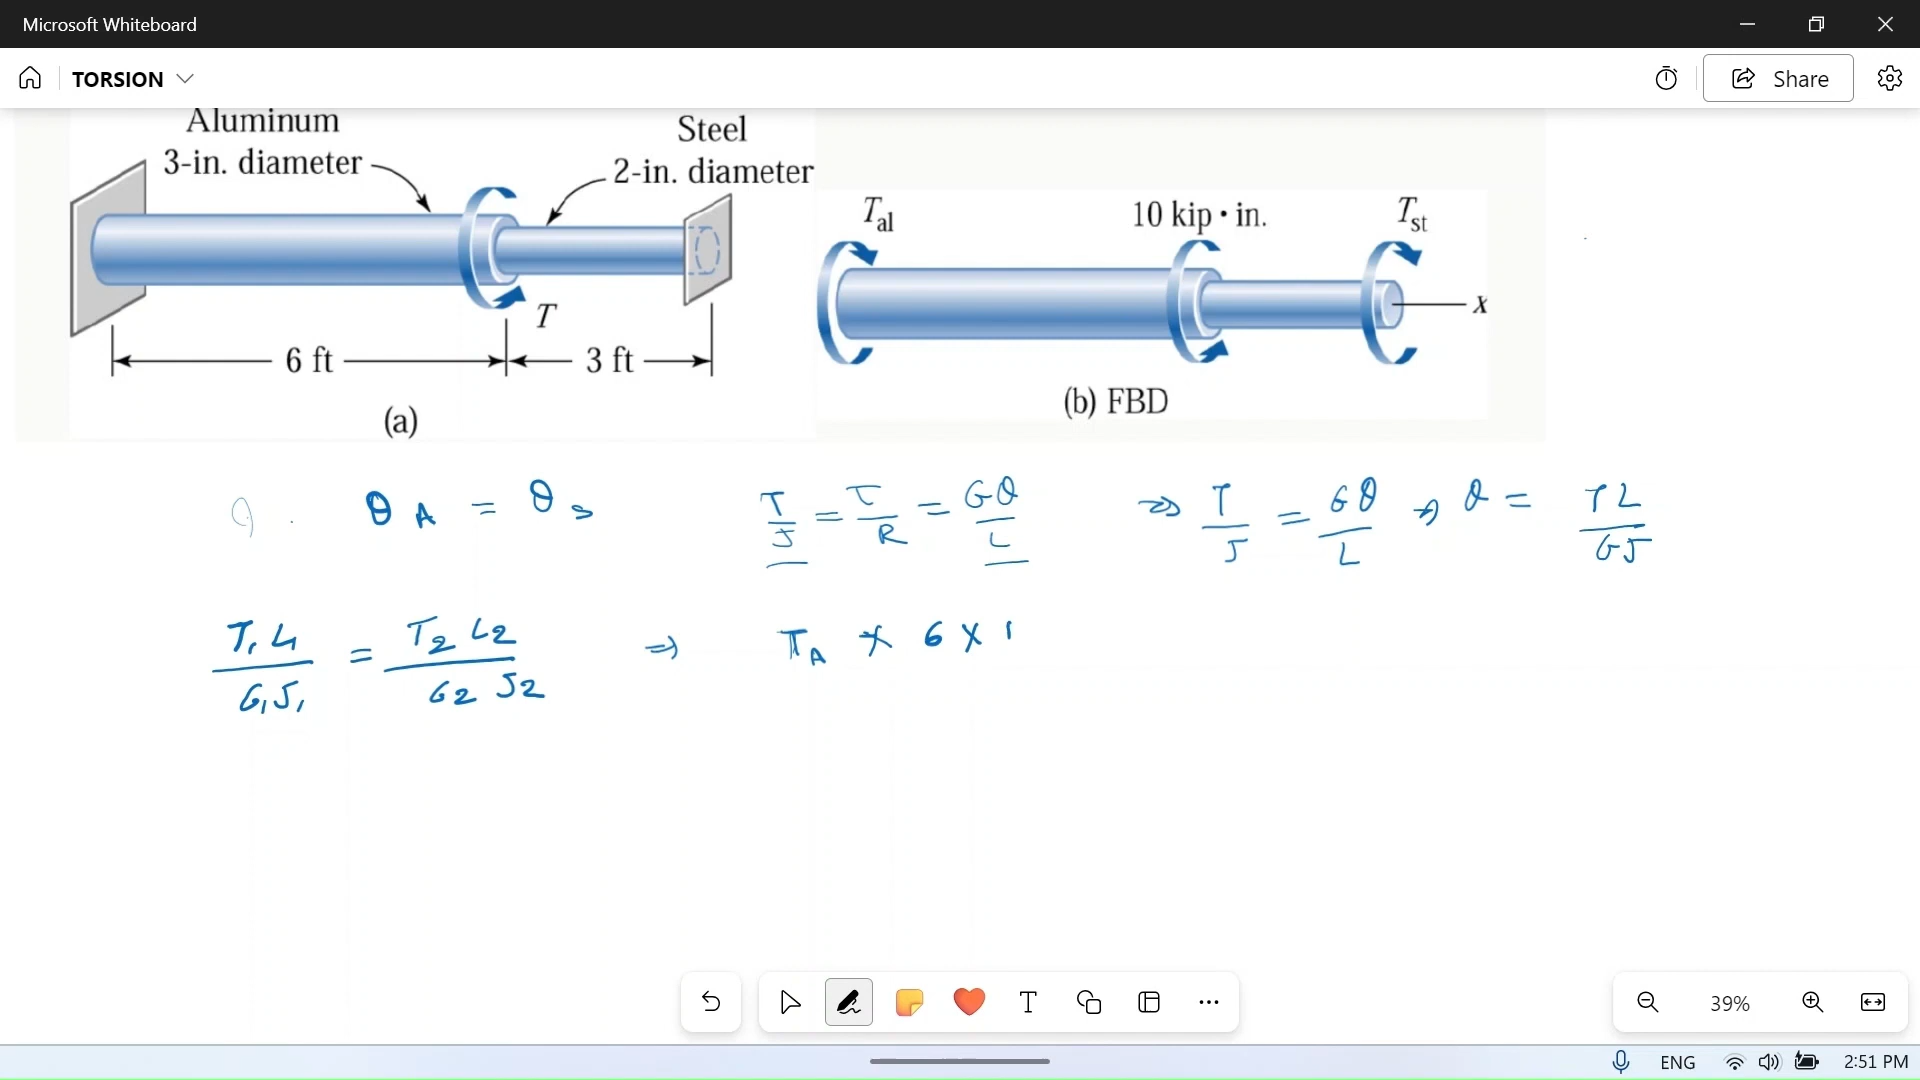 Microsoft Whiteboard
TORSION
Share
Aluminum
3-in. diameter
Steel
2-in. diameter
T
6 ft
3 ft
(a)
Tal
10 kip · in.
Tst
x
(b) FBD
θA = θs
T/J = τ/R = Gθ/L ⇒ T/J = Gθ/L ⇒ θ = TL/GJ
T1L1/G1J1 = T2L2/G2J2 ⇒ TA × 6 × 1
T
39%
ENG
2:51 PM